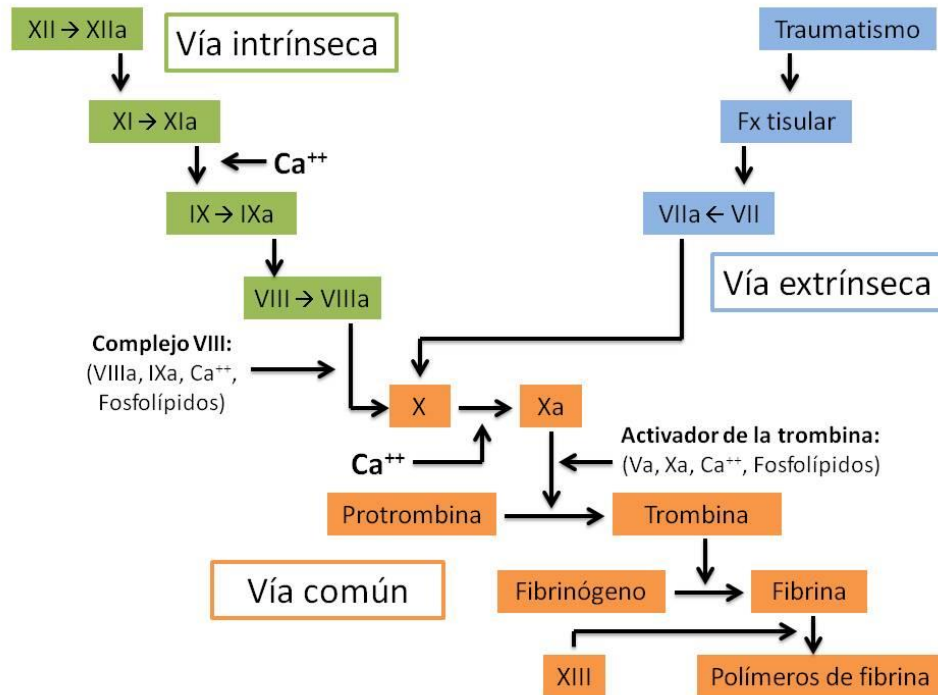 XII → XIIa
Vía intrínseca
Traumatismo
XI → XIa
Fx tisular
Ca⁺⁺
IX → IXa
VIIa ← VII
Vía extrínseca
VIII → VIIIa
Complejo VIII:
(VIIIa, IXa, Ca⁺⁺,
Fosfolípidos)
X
Xa
Ca⁺⁺
Activador de la trombina:
(Va, Xa, Ca⁺⁺, Fosfolípidos)
Protrombina
Trombina
Vía común
Fibrinógeno
Fibrina
XIII
Polímeros de fibrina